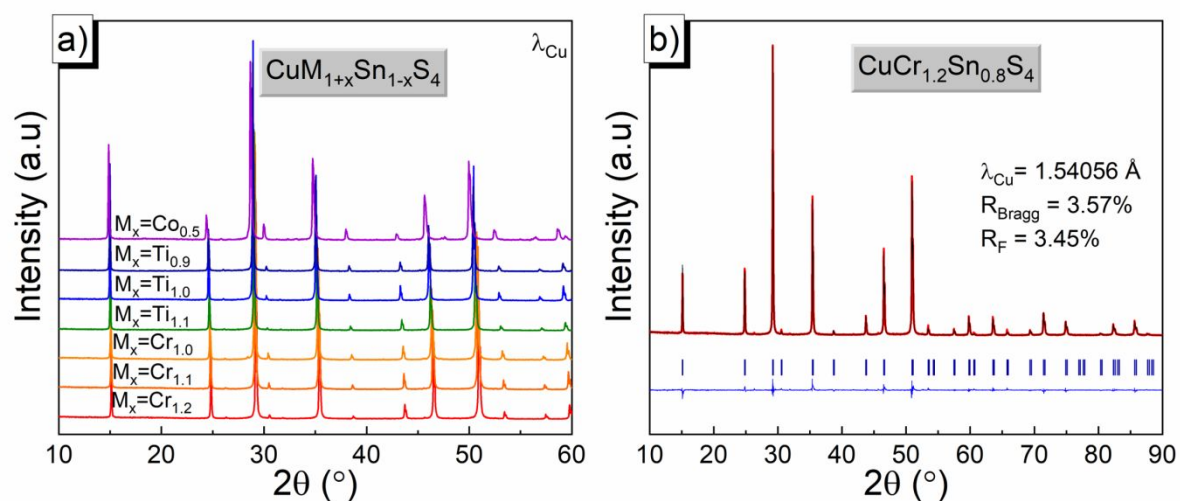 a)
λCu
CuM1+xSn1-xS4
Intensity (a.u)
Mx=Co0.5
Mx=Ti0.9
Mx=Ti1.0
Mx=Ti1.1
Mx=Cr1.0
Mx=Cr1.1
Mx=Cr1.2
10 20 30 40 50 60
2θ (°)
b)
CuCr1.2Sn0.8S4
Intensity (a.u)
λCu= 1.54056 Å
RBragg = 3.57%
RF = 3.45%
10 20 30 40 50 60 70 80 90
2θ (°)